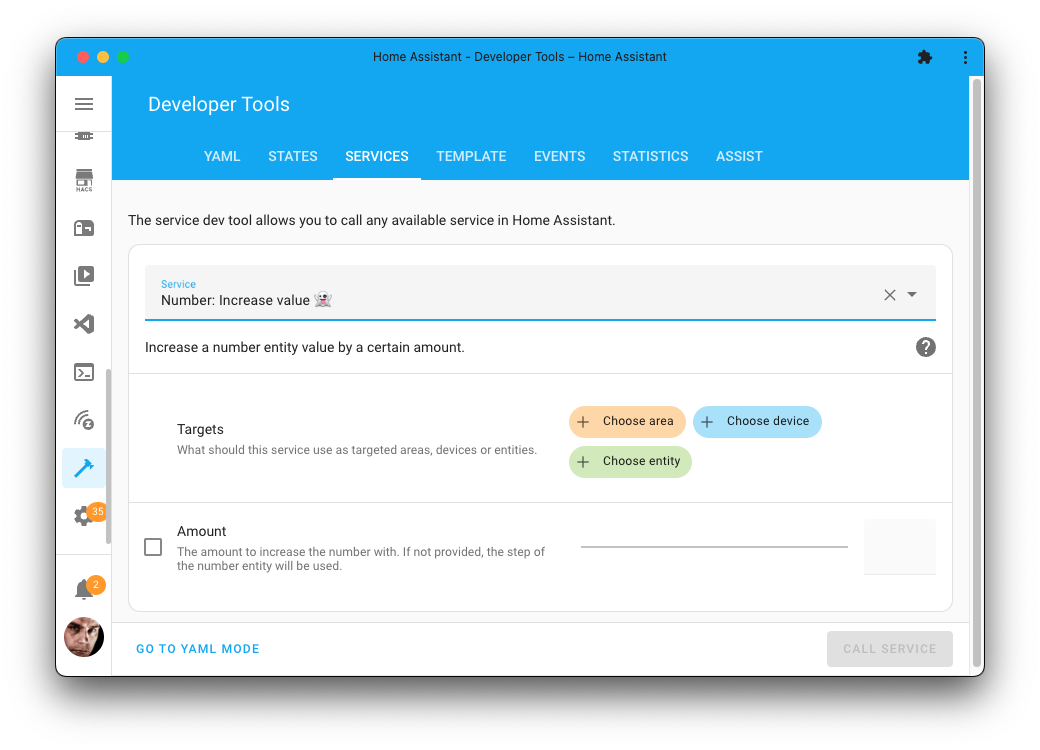 Home Assistant - Developer Tools – Home Assistant
Developer Tools
YAML STATES SERVICES TEMPLATE EVENTS STATISTICS ASSIST
HACS
The service dev tool allows you to call any available service in Home Assistant.
Service
Number: Increase value 👻
Increase a number entity value by a certain amount.
Targets
What should this service use as targeted areas, devices or entities.
Choose area
Choose device
Choose entity
35
Amount
The amount to increase the number with. If not provided, the step of
the number entity will be used.
2
GO TO YAML MODE
CALL SERVICE